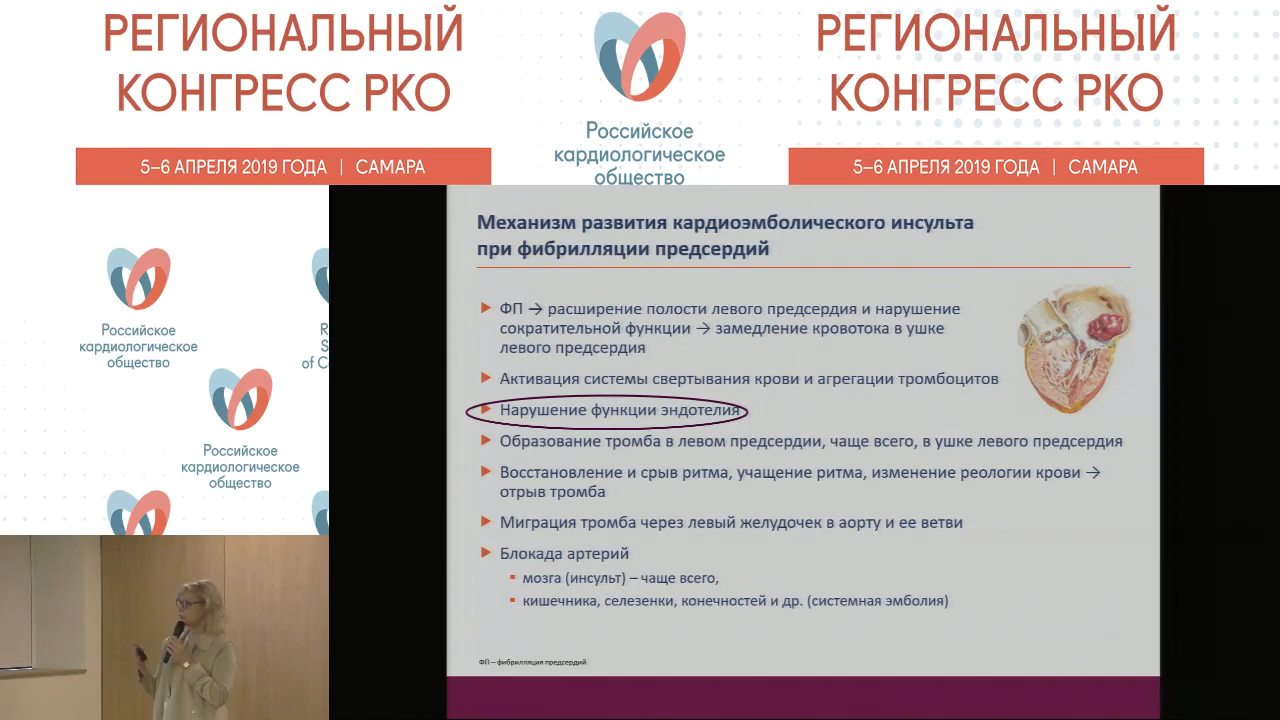 РЕГИОНАЛЬНЫЙ
КОНГРЕСС РКО
5–6 АПРЕЛЯ 2019 ГОДА | САМАРА
Российское
кардиологическое
общество
РЕГИОНАЛЬНЫЙ
КОНГРЕСС РКО
5–6 АПРЕЛЯ 2019 ГОДА | САМАРА
Российское
кардиологическое
общество
R
S
of C
Российское
кардиологическое
общество
Механизм развития кардиоэмболического инсульта
при фибрилляции предсердий
ФП → расширение полости левого предсердия и нарушение
сократительной функции → замедление кровотока в ушке
левого предсердия
Активация системы свертывания крови и агрегации тромбоцитов
Нарушение функции эндотелия
Образование тромба в левом предсердии, чаще всего, в ушке левого предсердия
Восстановление и срыв ритма, учащение ритма, изменение реологии крови →
отрыв тромба
Миграция тромба через левый желудочек в аорту и ее ветви
Блокада артерий
мозга (инсульт) – чаще всего,
кишечника, селезенки, конечностей и др. (системная эмболия)
ФП – фибрилляция предсердий